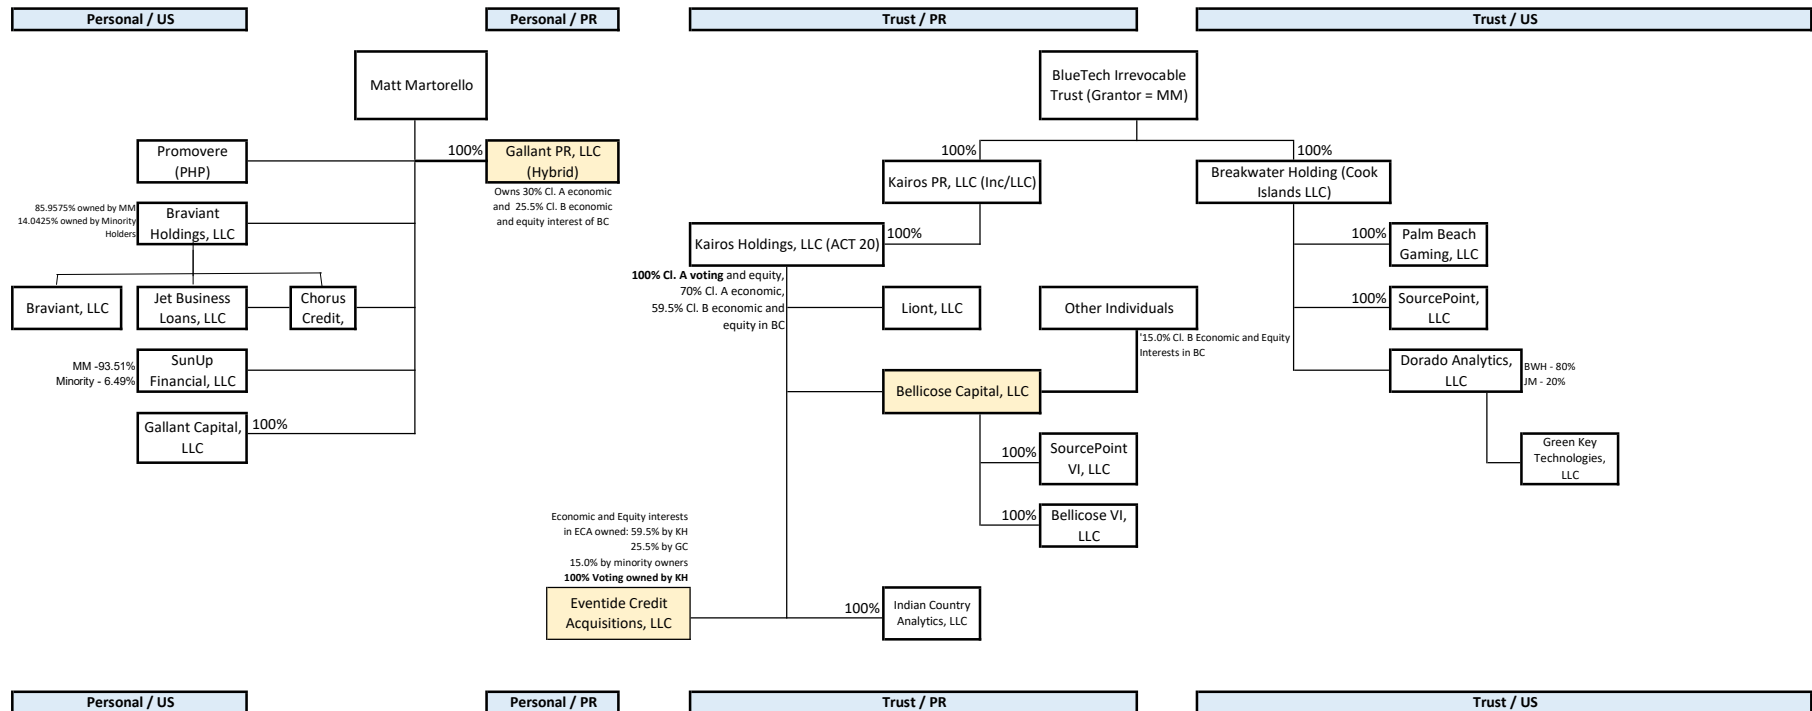 Personal / US
Personal / PR
Trust / PR
Trust / US
Matt Martorello
BlueTech Irrevocable
Trust (Grantor = MM)
Promovere
(PHP)
100%
Gallant PR, LLC
(Hybrid)
Owns 30% Cl. A economic
and 25.5% Cl. B economic
and equity interest of BC
100%
Kairos PR, LLC (Inc/LLC)
100%
Breakwater Holding (Cook
Islands LLC)
85.9575% owned by MM
14.0425% owned by Minority
Holders
Braviant
Holdings, LLC
Kairos Holdings, LLC (ACT 20)
100%
100%
Palm Beach
Gaming, LLC
100% Cl. A voting and equity,
70% Cl. A economic,
59.5% Cl. B economic and
equity in BC
Braviant, LLC
Jet Business
Loans, LLC
Chorus
Credit,
Liont, LLC
Other Individuals
'15.0% Cl. B Economic and Equity
Interests in BC
100%
SourcePoint,
LLC
MM -93.51%
Minority - 6.49%
SunUp
Financial, LLC
Bellicose Capital, LLC
Dorado Analytics,
LLC
BWH - 80%
JM - 20%
Gallant Capital,
LLC
100%
100%
SourcePoint
VI, LLC
Green Key
Technologies,
LLC
100%
Bellicose VI,
LLC
Economic and Equity interests
in ECA owned: 59.5% by KH
25.5% by GC
15.0% by minority owners
100% Voting owned by KH
Eventide Credit
Acquisitions, LLC
100%
Indian Country
Analytics, LLC
Personal / US
Personal / PR
Trust / PR
Trust / US